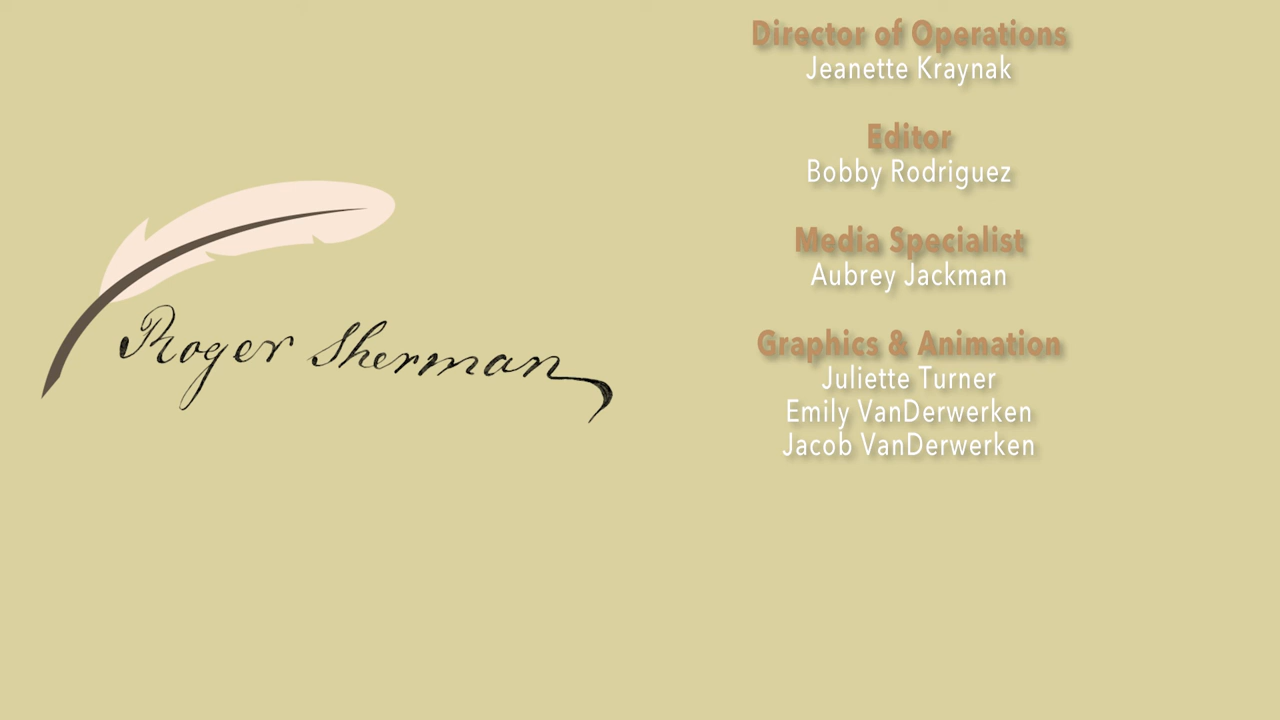 Roger Sherman
Director of Operations
Jeanette Kraynak
Editor
Bobby Rodriguez
Media Specialist
Aubrey Jackman
Graphics & Animation
Juliette Turner
Emily VanDerwerken
Jacob VanDerwerken